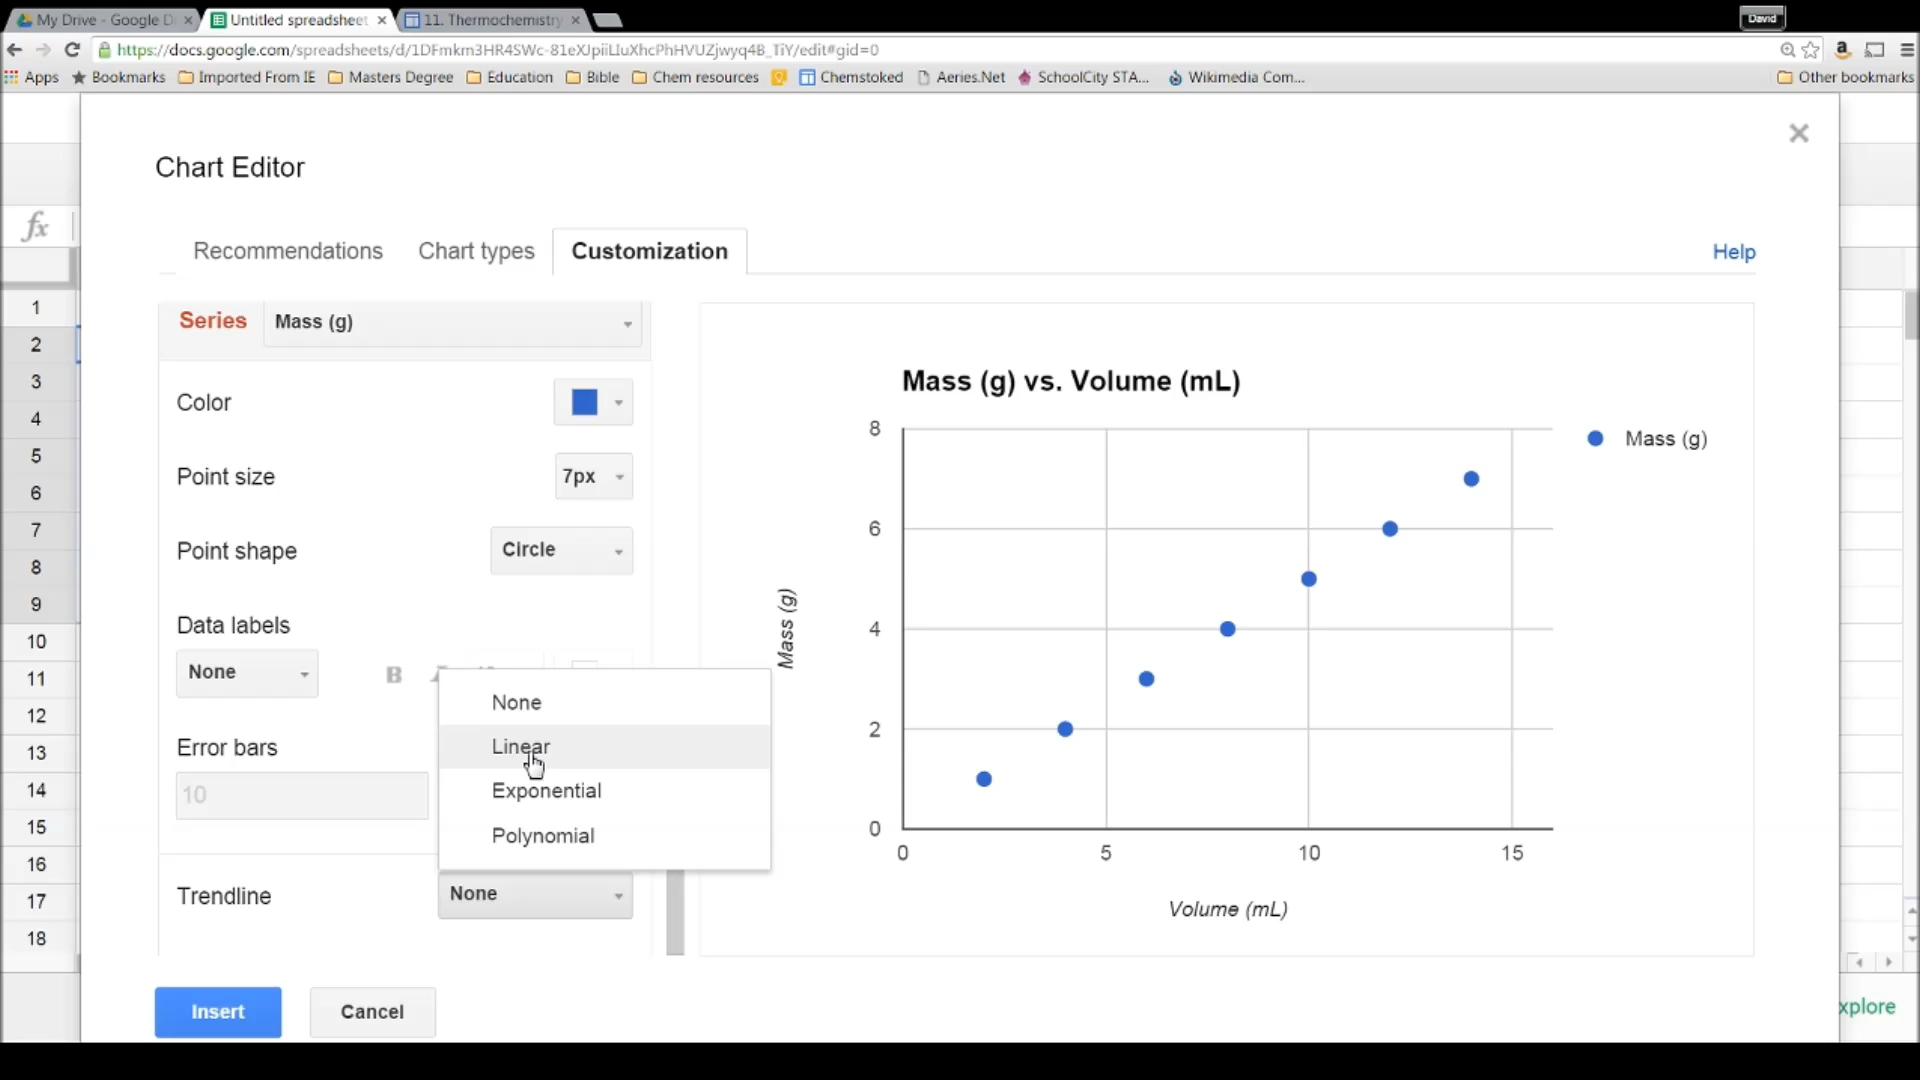 My Drive - Google D
Untitled spreadsheet
11. Thermochemistry
David
https://docs.google.com/spreadsheets/d/1DFmkm3HR4SWc-81eXJpiiLIuXhcPhHVUZjwyq4B_TiY/edit#gid=0
Apps Bookmarks Imported From IE Masters Degree Education Bible Chem resources Chemstoked Aeries.Net SchoolCity STA... Wikimedia Com... Other bookmarks
Chart Editor
Recommendations Chart types Customization Help
fx
1
2
3
4
5
6
7
8
9
10
11
12
13
14
15
16
17
18
Series Mass (g)
Color
Point size 7px
Point shape Circle
Data labels
None B
None
Linear
Exponential
Polynomial
Error bars
10
Trendline None
Mass (g) vs. Volume (mL)
Mass (g)
8
6
4
2
0
Mass (g)
0 5 10 15
Volume (mL)
Insert Cancel
xplore